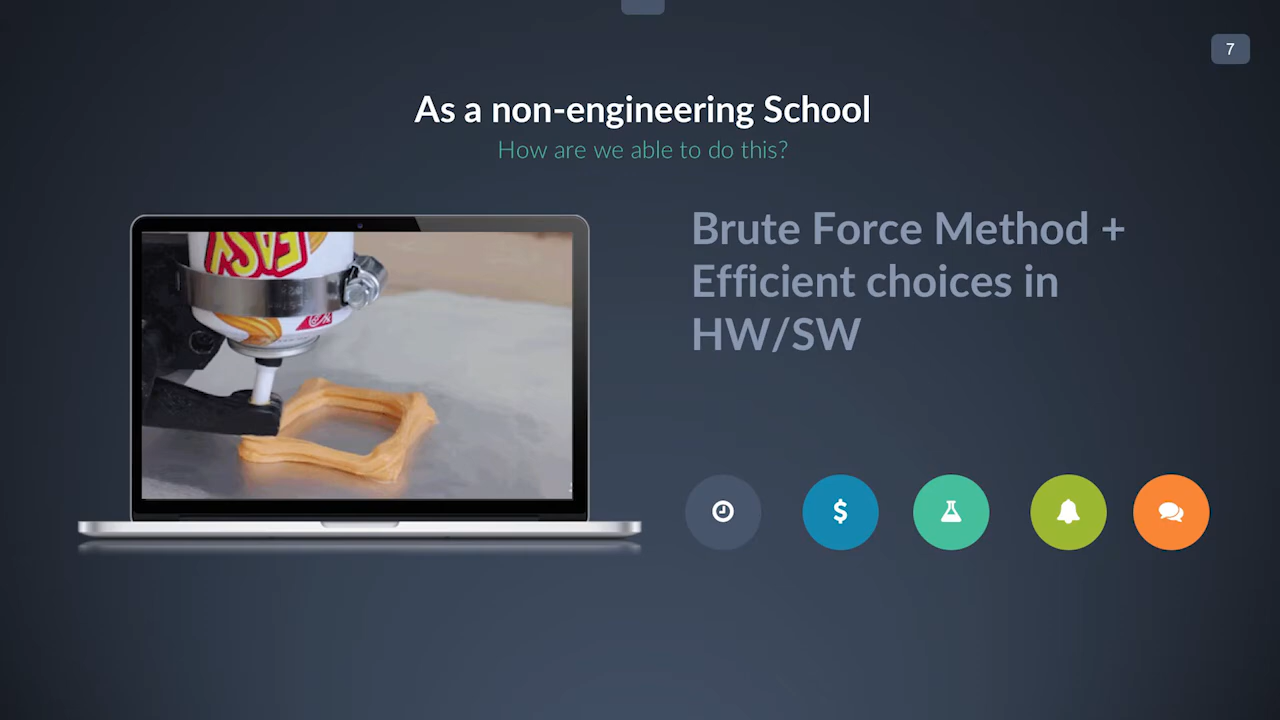 7
As a non-engineering School
How are we able to do this?
EASY
Brute Force Method +
Efficient choices in
HW/SW
$